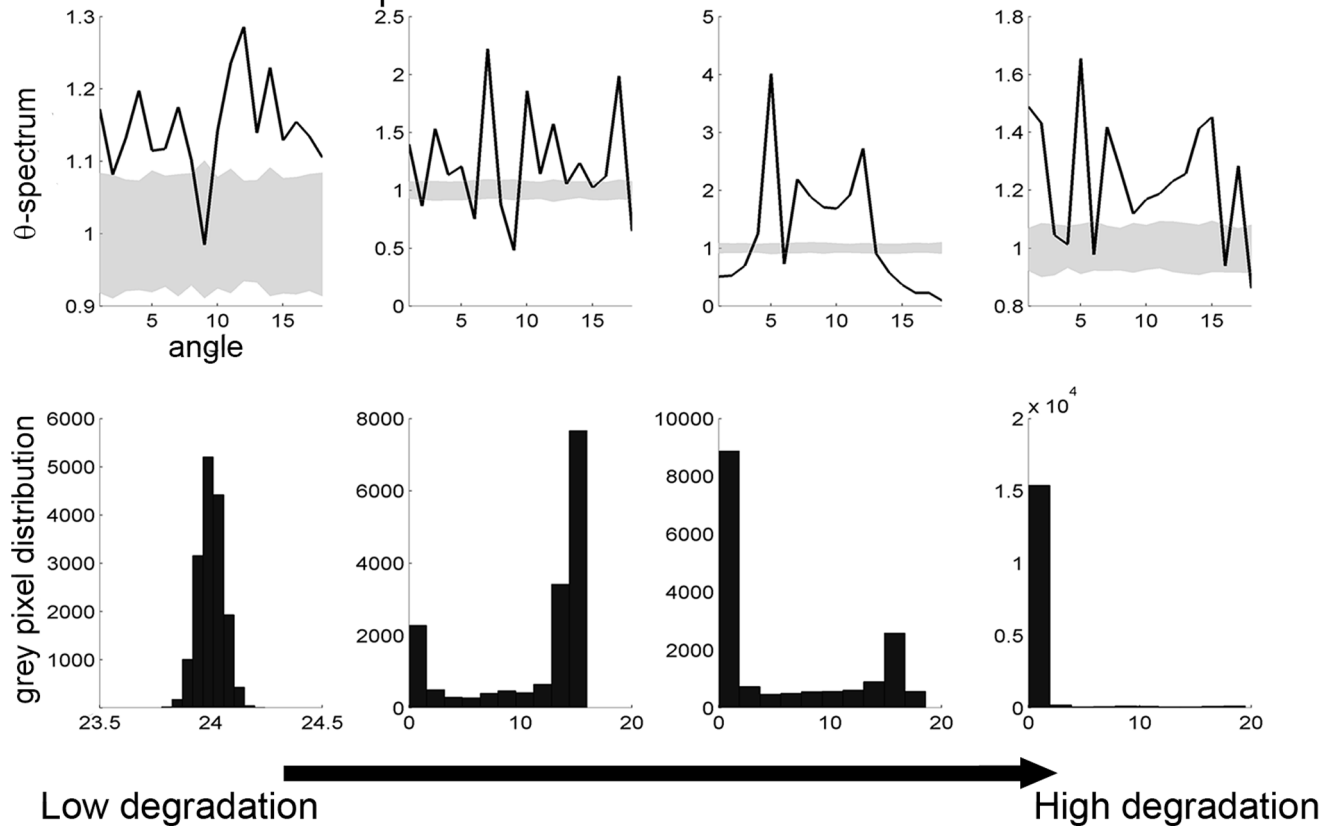 1.3 2.5 5 1.8
1.2 2 4 1.6
1.1 1.5 3 1.4
1 1 2 1.2
0.9 0.5 1 1
0 0 0.8
θ-spectrum
5 10 15 5 10 15 5 10 15 5 10 15
angle
6000 8000 10000 2 x 10^4
5000 6000 8000 1.5
4000 4000 6000 1
3000 2000 4000 0.5
2000 0 2000 0
1000 0
grey pixel distribution
23.5 24 24.5 0 10 20 0 10 20 0 10 20
Low degradation High degradation